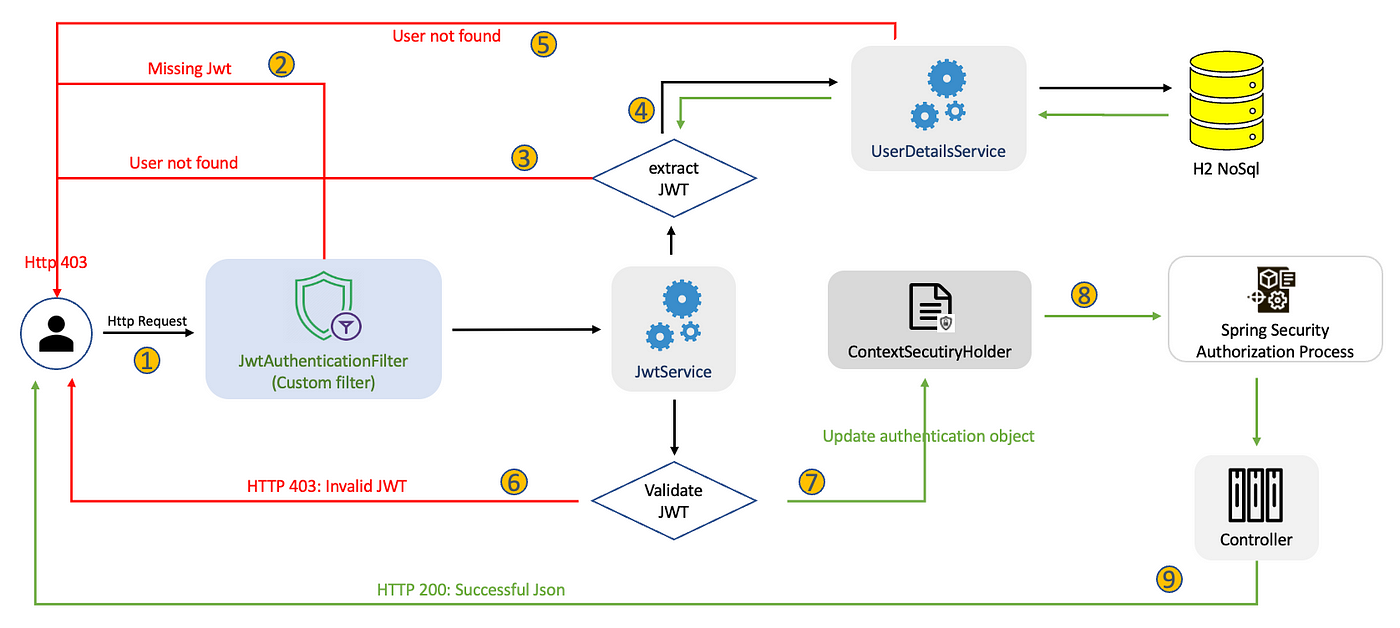 User not found
5
Missing Jwt
2
4
UserDetailsService
H2 NoSql
User not found
3
extract
JWT
Http 403
Http Request
1
JwtAuthenticationFilter
(Custom filter)
JwtService
ContextSecutiryHolder
8
Spring Security
Authorization Process
Update authentication object
HTTP 403: Invalid JWT
6
Validate
JWT
7
Controller
HTTP 200: Successful Json
9